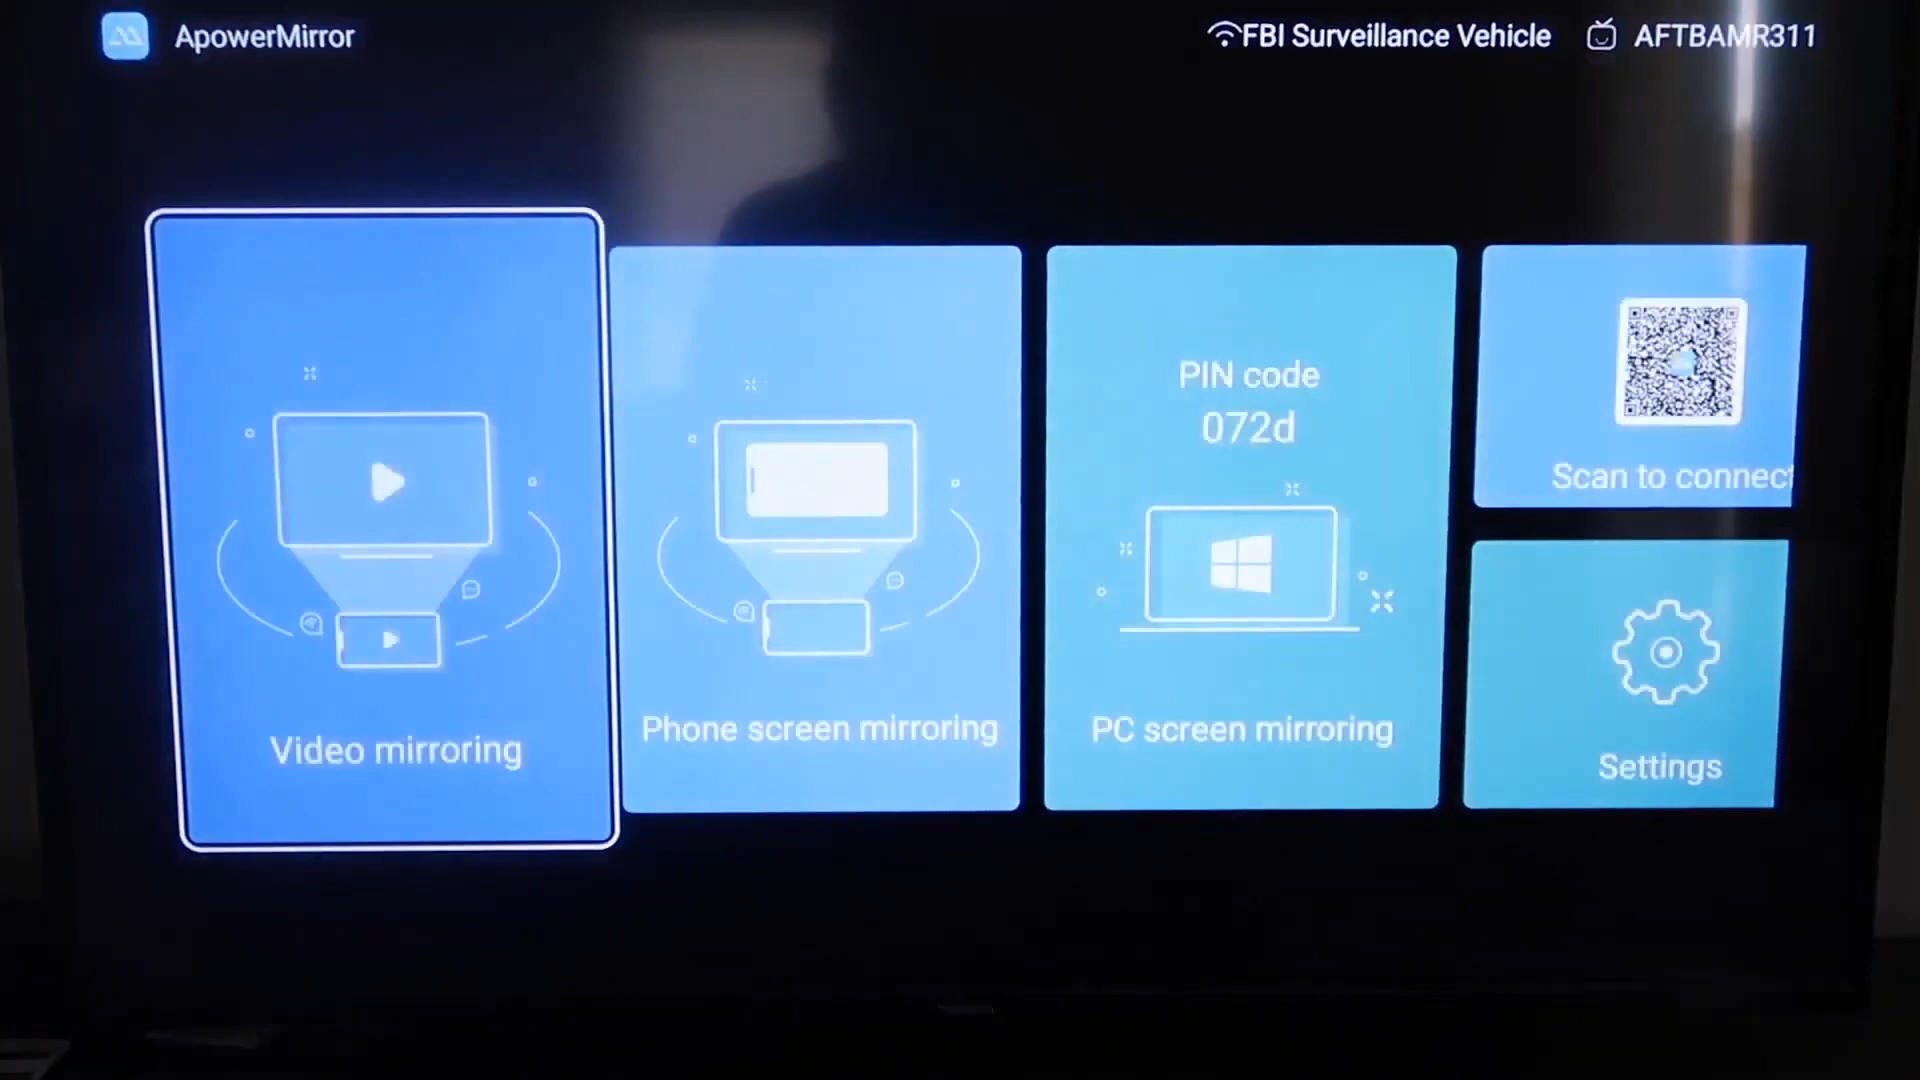 ApowerMirror
FBI Surveillance Vehicle
AFTBAMR311
Video mirroring
Phone screen mirroring
PIN code
072d
PC screen mirroring
Scan to connect
Settings